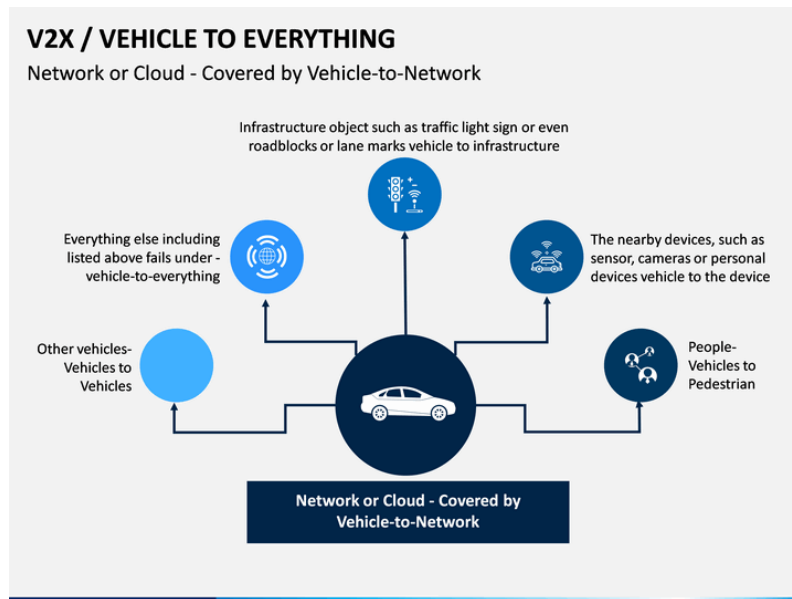 V2X / VEHICLE TO EVERYTHING
Network or Cloud - Covered by Vehicle-to-Network
Infrastructure object such as traffic light sign or even
roadblocks or lane marks vehicle to infrastructure
Everything else including
listed above fails under -
vehicle-to-everything
The nearby devices, such as
sensor, cameras or personal
devices vehicle to the device
Other vehicles-
Vehicles to
Vehicles
People-
Vehicles to
Pedestrian
Network or Cloud - Covered by
Vehicle-to-Network